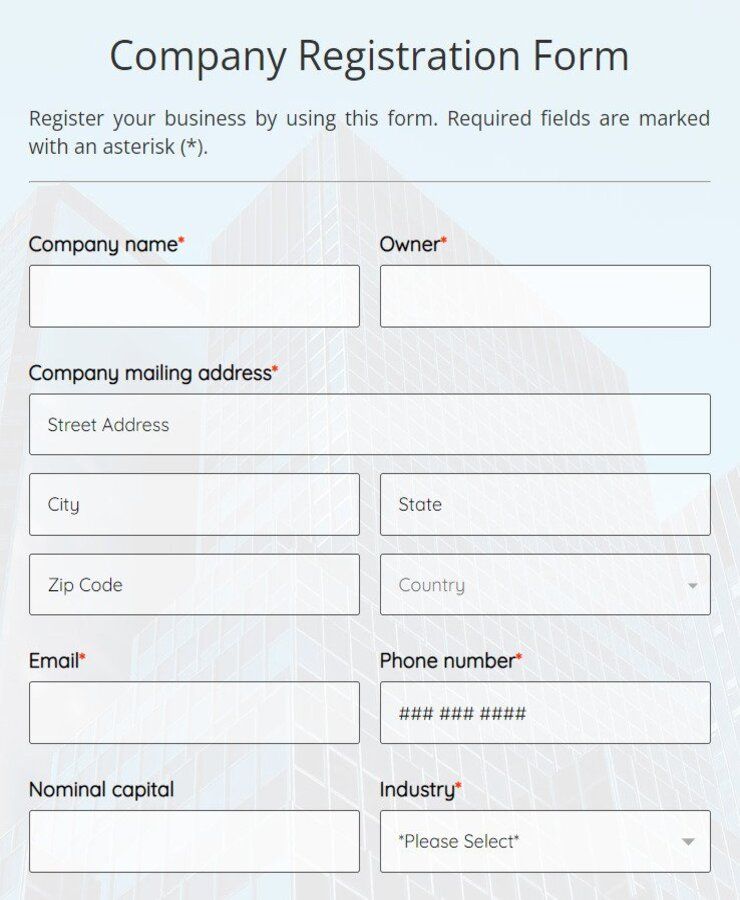 Company Registration Form
Register your business by using this form. Required fields are marked
with an asterisk (*).
Company name*
Owner*
Company mailing address*
Street Address
City
State
Zip Code
Country
Email*
Phone number*
### ### ####
Nominal capital
Industry*
*Please Select*